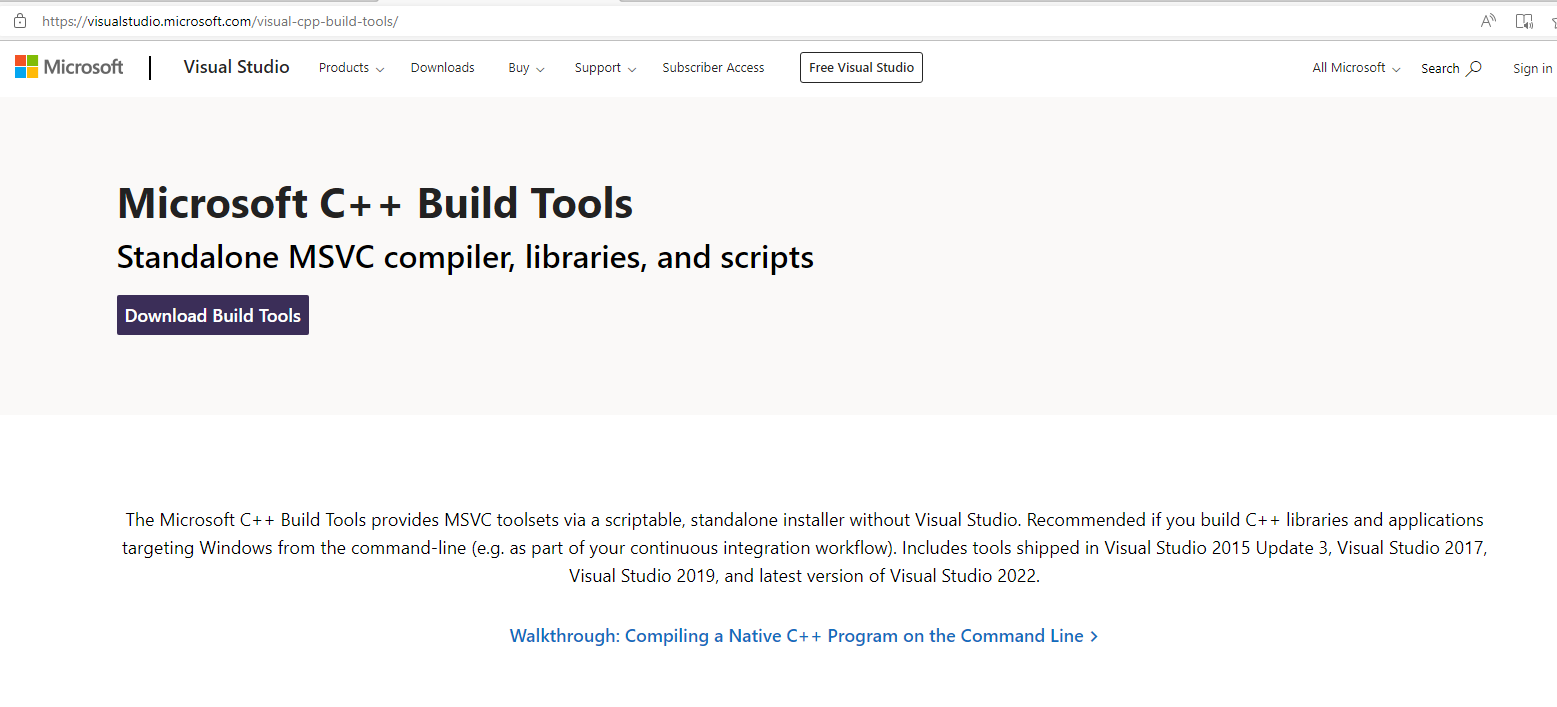 https://visualstudio.microsoft.com/visual-cpp-build-tools/
Microsoft Visual Studio Products Downloads Buy Support Subscriber Access Free Visual Studio All Microsoft Search Sign in
Microsoft C++ Build Tools
Standalone MSVC compiler, libraries, and scripts
Download Build Tools
The Microsoft C++ Build Tools provides MSVC toolsets via a scriptable, standalone installer without Visual Studio. Recommended if you build C++ libraries and applications
targeting Windows from the command-line (e.g. as part of your continuous integration workflow). Includes tools shipped in Visual Studio 2015 Update 3, Visual Studio 2017,
Visual Studio 2019, and latest version of Visual Studio 2022.
Walkthrough: Compiling a Native C++ Program on the Command Line